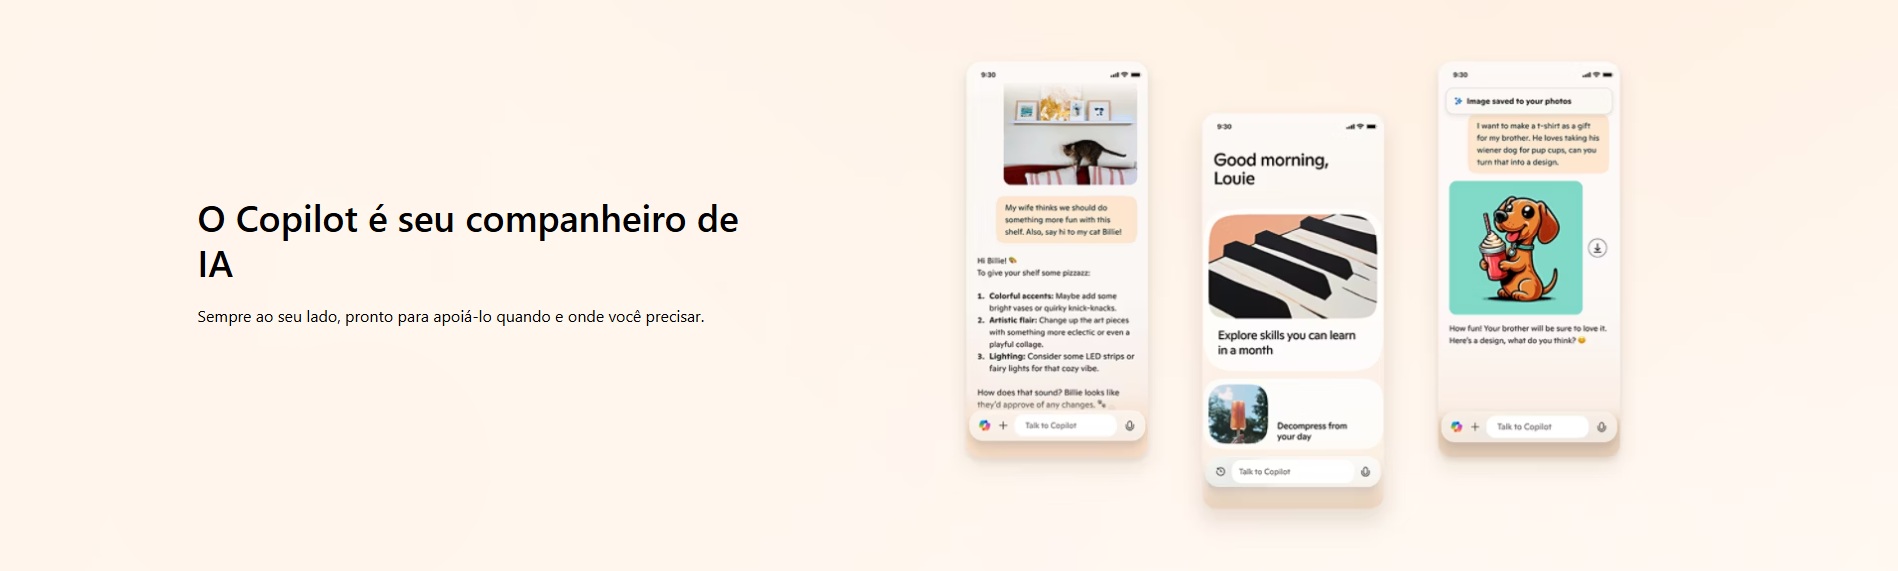 O Copilot é seu companheiro de
IA
Sempre ao seu lado, pronto para apoiá-lo quando e onde você precisar.
9:30
My wife thinks we should do
something more fun with this
shelf. Also, say hi to my cat Billie!
Hi Billie!
To give your shelf some pizzazz:
1. Colorful accents: Maybe add some
bright vases or quirky knick-knacks.
2. Artistic flair: Change up the art pieces
with something more eclectic or even a
playful collage.
3. Lighting: Consider some LED strips or
fairy lights for that cozy vibe.
How does that sound? Billie looks like
they'd approve of any changes.
Talk to Copilot
9:30
Good morning,
Louie
Explore skills you can learn
in a month
Decompress from
your day
Talk to Copilot
9:30
Image saved to your photos
I want to make a t-shirt as a gift
for my brother. He loves taking his
wiener dog for pup cups, can you
turn that into a design.
How fun! Your brother will be sure to love it.
Here's a design, what do you think?
Talk to Copilot